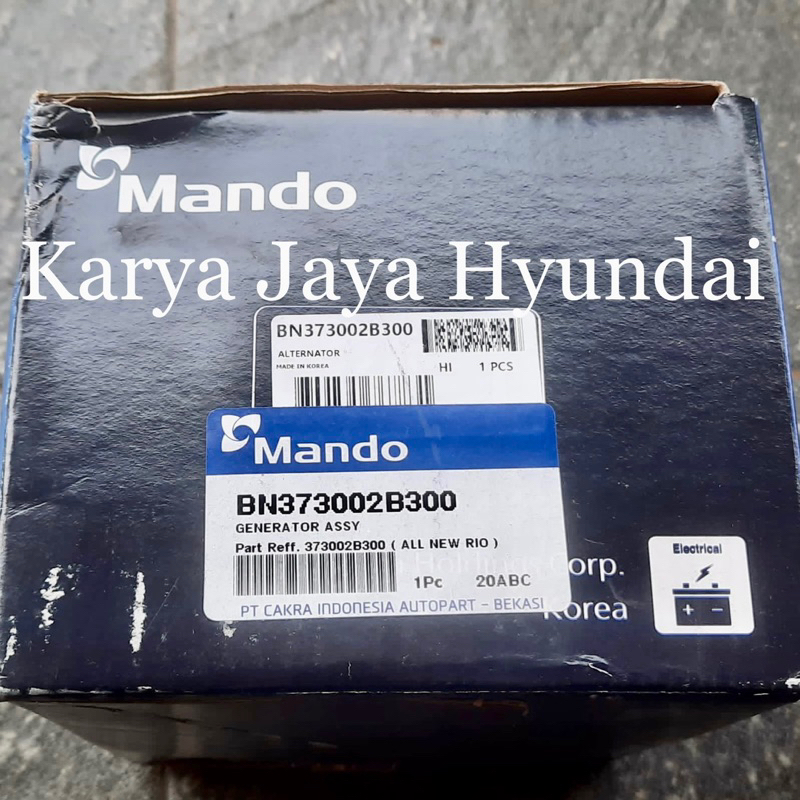 Mando
Karya Jaya Hyundai
BN373002B300
ALTERNATOR
MADE IN KOREA
HI 1 PCS
Mando
BN373002B300
GENERATOR ASSY
Part Reff. 373002B300 ( ALL NEW RIO )
1Pc 20ABC
PT CAKRA INDONESIA AUTOPART - BEKASI
Holdings Corp.
Korea
Electrical
+ -